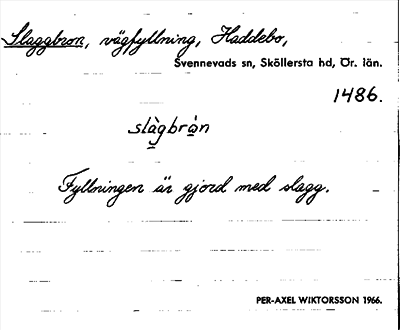 Slaggbron, vägfyllning, Haddebo,
Svennevads sn, Sköllersta hd, Ör. län.
1486.
slàgbrån
Fyllningen är gjord med slagg.
PER-AXEL WIKTORSSON 1966.